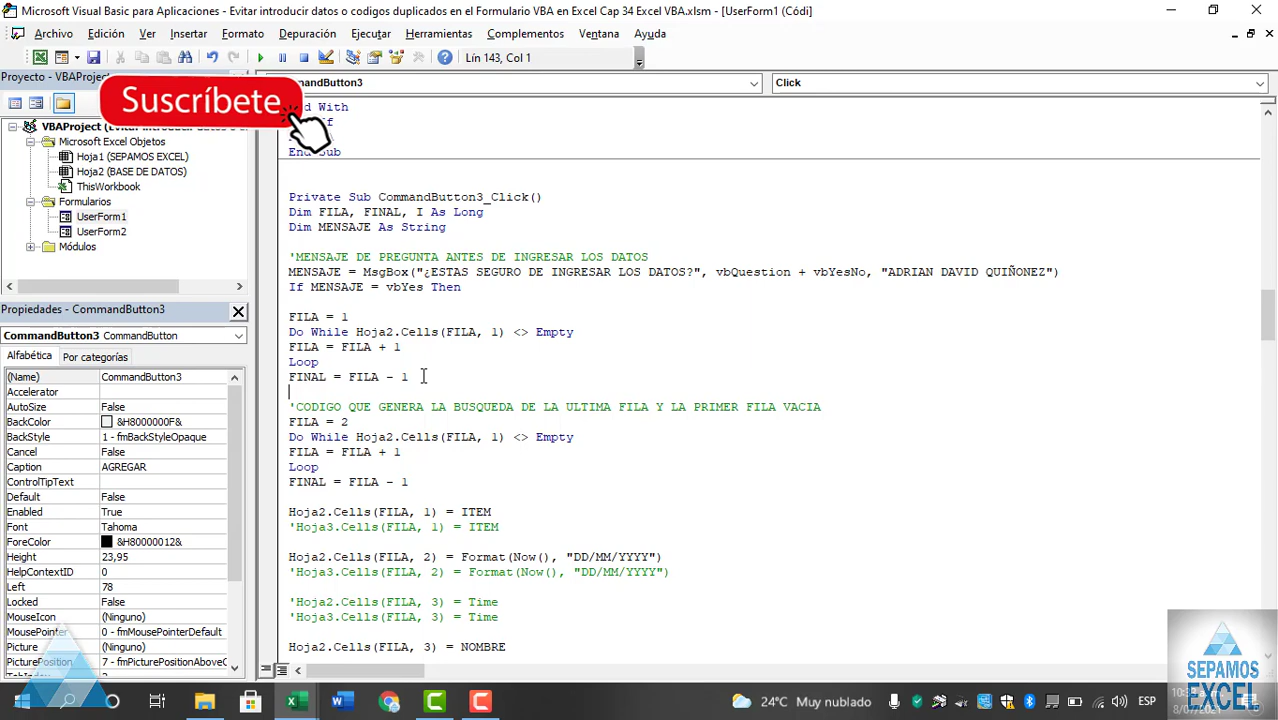 Microsoft Visual Basic para Aplicaciones - Evitar introducir datos o codigos duplicados en el Formulario VBA en Excel Cap 34 Excel VBA.xlsm - [UserForm1 (Códi]
Archivo Edición Ver Insertar Formato Depuración Ejecutar Herramientas Complementos Ventana Ayuda
Lín 143, Col 1
Proyecto - VBAProject
Suscríbete
VBAProject
Microsoft Excel Objetos
Hoja1 (SEPAMOS EXCEL)
Hoja2 (BASE DE DATOS)
ThisWorkbook
Formularios
UserForm1
UserForm2
Módulos
Propiedades - CommandButton3
CommandButton3 CommandButton
Alfabética Por categorías
(Name) CommandButton3
Accelerator
AutoSize False
BackColor &H8000000F&
BackStyle 1 - fmBackStyleOpaque
Cancel False
Caption AGREGAR
ControlTipText
Default False
Enabled True
Font Tahoma
ForeColor &H80000012&
Height 23,95
HelpContextID 0
Left 78
Locked False
MouseIcon (Ninguno)
MousePointer 0 - fmMousePointerDefault
Picture (Ninguno)
PicturePosition 7 - fmPicturePositionAboveC
Click
With
End Sub
Private Sub CommandButton3_Click()
Dim FILA, FINAL, I As Long
Dim MENSAJE As String
'MENSAJE DE PREGUNTA ANTES DE INGRESAR LOS DATOS
MENSAJE = MsgBox("¿ESTAS SEGURO DE INGRESAR LOS DATOS?", vbQuestion + vbYesNo, "ADRIAN DAVID QUIÑONEZ")
If MENSAJE = vbYes Then
FILA = 1
Do While Hoja2.Cells(FILA, 1) <> Empty
FILA = FILA + 1
Loop
FINAL = FILA - 1
'CODIGO QUE GENERA LA BUSQUEDA DE LA ULTIMA FILA Y LA PRIMER FILA VACIA
FILA = 2
Do While Hoja2.Cells(FILA, 1) <> Empty
FILA = FILA + 1
Loop
FINAL = FILA - 1
Hoja2.Cells(FILA, 1) = ITEM
'Hoja3.Cells(FILA, 1) = ITEM
Hoja2.Cells(FILA, 2) = Format(Now(), "DD/MM/YYYY")
'Hoja3.Cells(FILA, 2) = Format(Now(), "DD/MM/YYYY")
'Hoja2.Cells(FILA, 3) = Time
'Hoja3.Cells(FILA, 3) = Time
Hoja2.Cells(FILA, 3) = NOMBRE
SEPAMOS
EXCEL
24°C Muy nublado
ESP